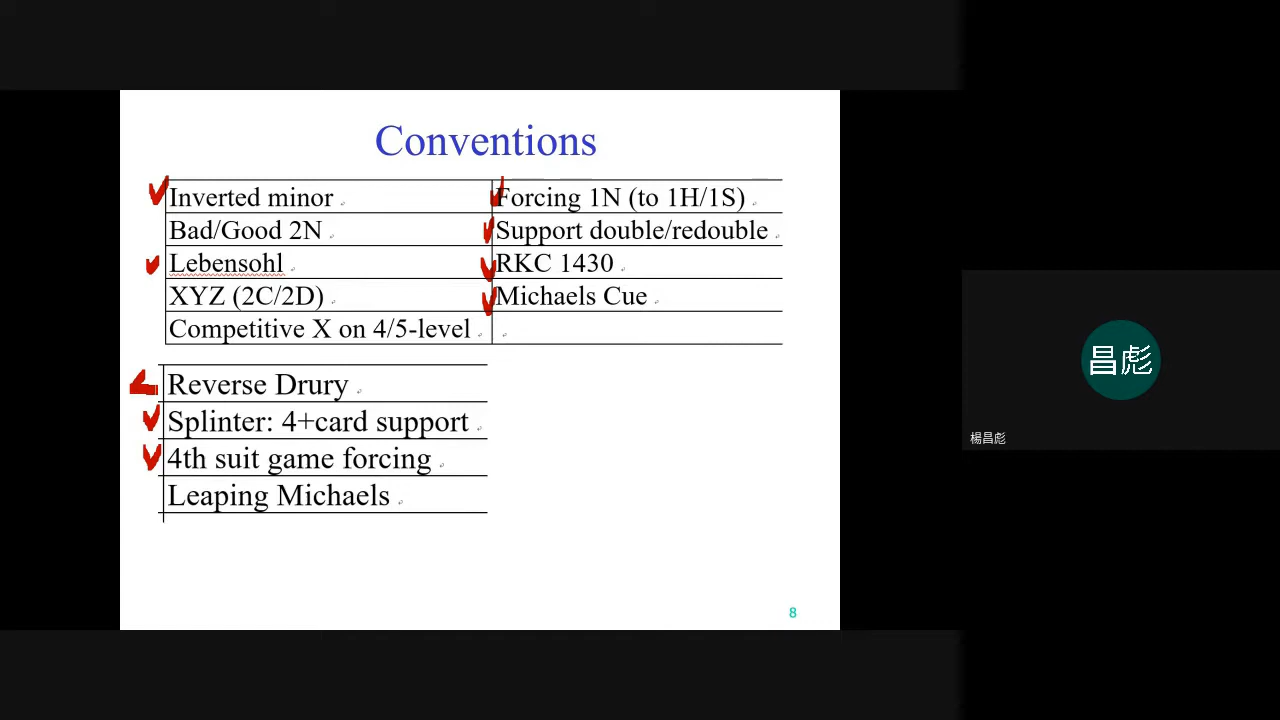 Conventions
Inverted minor
Forcing 1N (to 1H/1S)
Bad/Good 2N
Support double/redouble
Lebensohl
RKC 1430
XYZ (2C/2D)
Michaels Cue
Competitive X on 4/5-level
Reverse Drury
Splinter: 4+card support
4th suit game forcing
Leaping Michaels
8
昌彪
楊昌彪